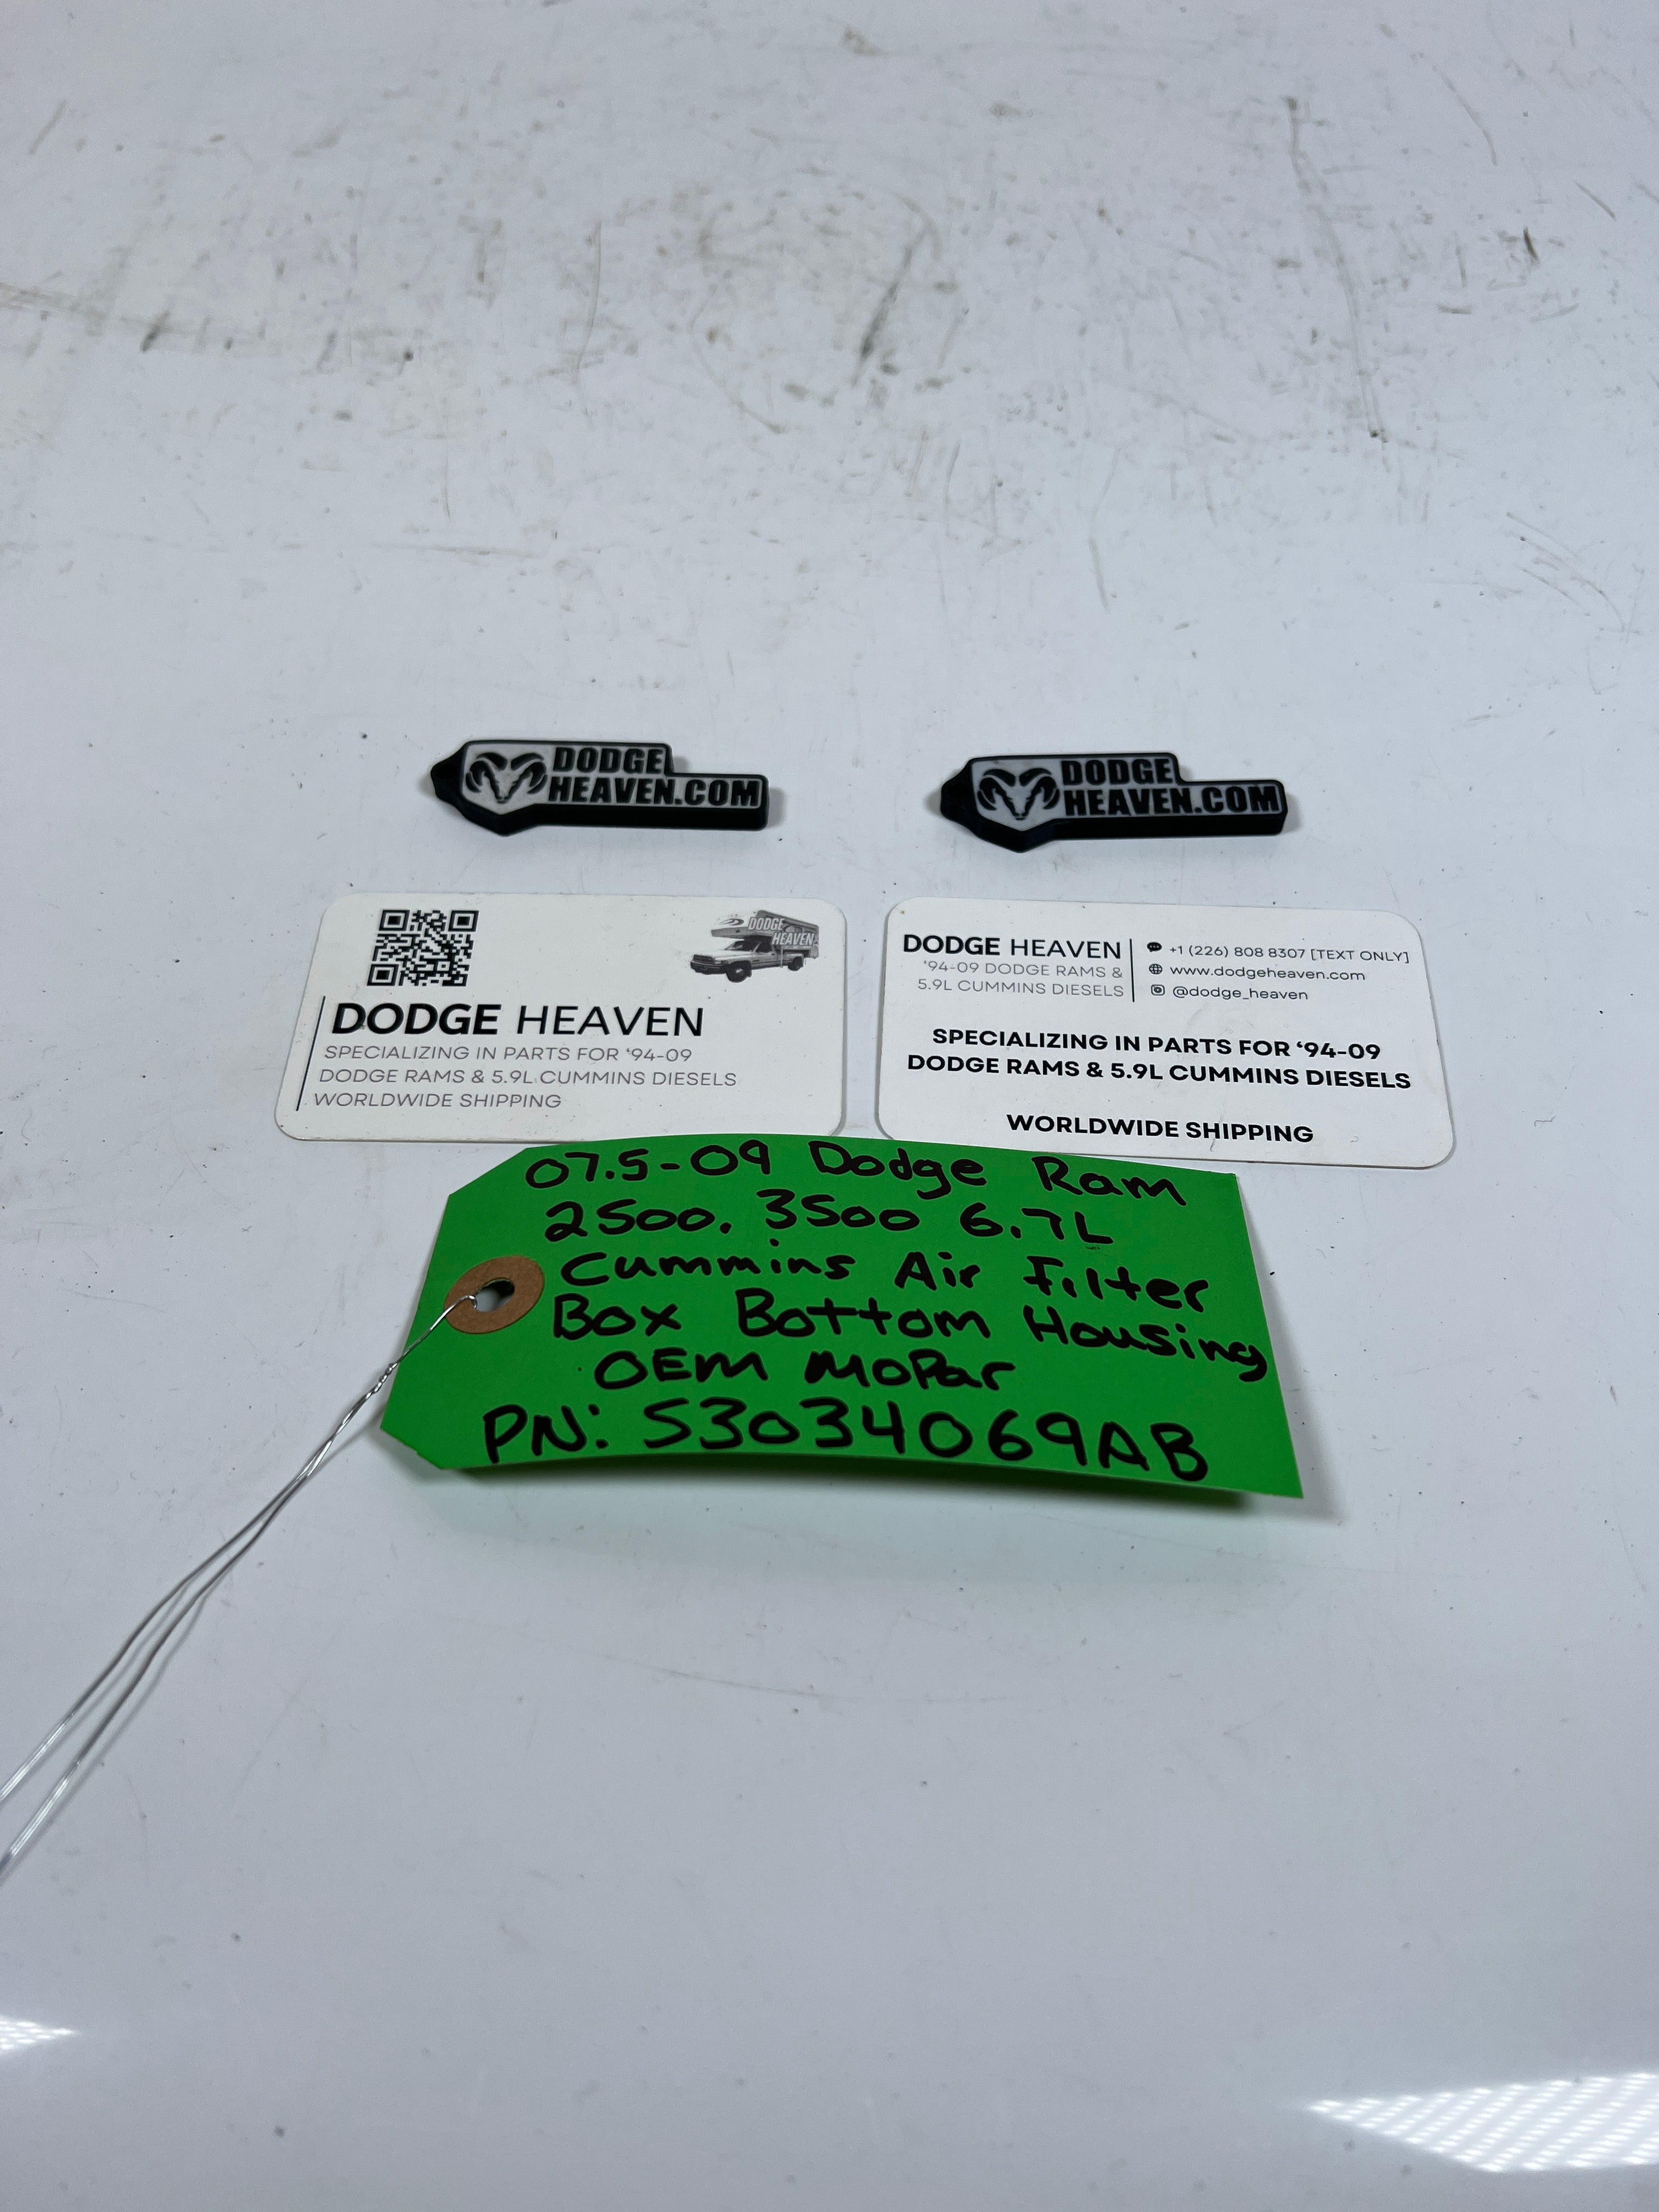 DODGE
HEAVEN.COM
DODGE
HEAVEN.COM
DODGE
HEAVEN
DODGE HEAVEN
SPECIALIZING IN PARTS FOR ‘94-09
DODGE RAMS & 5.9L CUMMINS DIESELS
WORLDWIDE SHIPPING
DODGE HEAVEN
‘94-09 DODGE RAMS &
5.9L CUMMINS DIESELS
+1 (226) 808 8307 [TEXT ONLY]
www.dodgeheaven.com
@dodge_heaven
SPECIALIZING IN PARTS FOR ‘94-09
DODGE RAMS & 5.9L CUMMINS DIESELS
WORLDWIDE SHIPPING
07.5-09 Dodge Ram
2500. 3500 6.7L
Cummins Air Filter
Box Bottom Housing
OEM MoPar
PN: 53034069AB